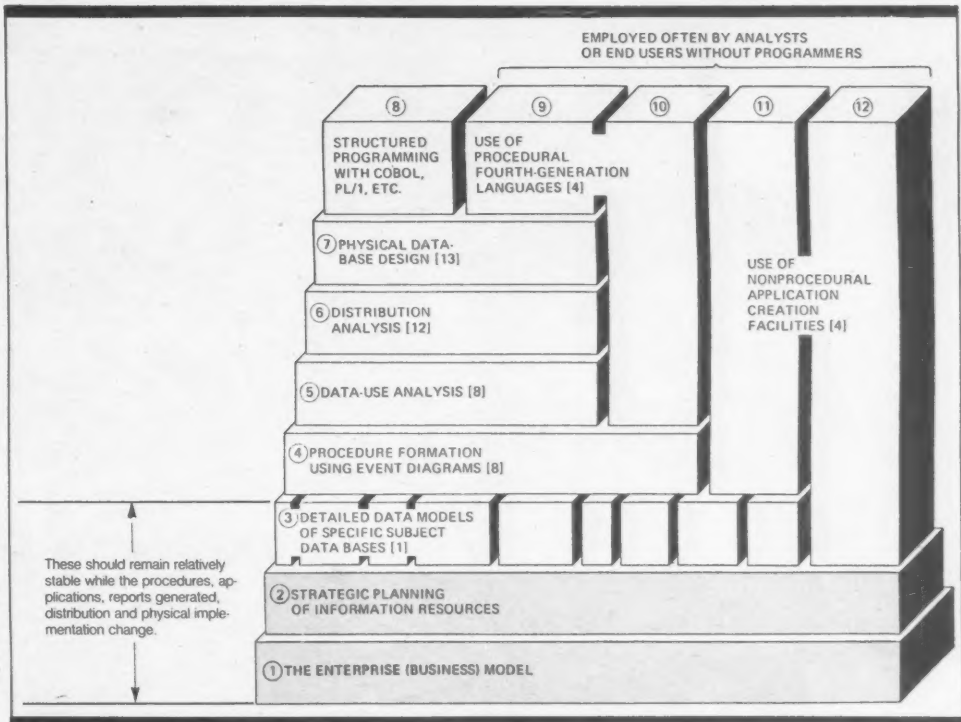 EMPLOYED OFTEN BY ANALYSTS
OR END USERS WITHOUT PROGRAMMERS
8
9
10
11
12
STRUCTURED
PROGRAMMING
WITH COBOL,
PL/1, ETC.
USE OF
PROCEDURAL
FOURTH-GENERATION
LANGUAGES [4]
7 PHYSICAL DATA-
BASE DESIGN [13]
USE OF
NONPROCEDURAL
APPLICATION
CREATION
FACILITIES [4]
6 DISTRIBUTION
ANALYSIS [12]
5 DATA-USE ANALYSIS [8]
4 PROCEDURE FORMATION
USING EVENT DIAGRAMS [8]
3 DETAILED DATA MODELS
OF SPECIFIC SUBJECT
DATA BASES [1]
These should remain relatively
stable while the procedures, ap-
plications, reports generated,
distribution and physical imple-
mentation change.
2 STRATEGIC PLANNING
OF INFORMATION RESOURCES
1 THE ENTERPRISE (BUSINESS) MODEL